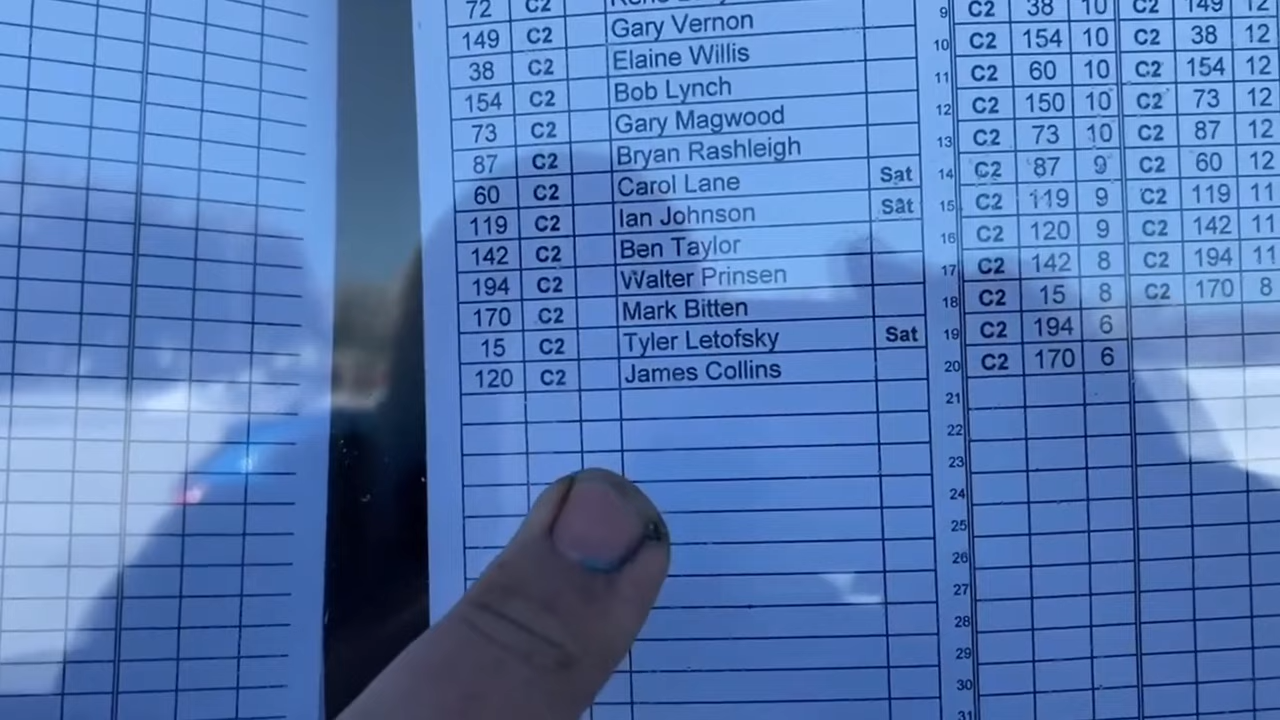 72 C2
149 C2 Gary Vernon 9 C2 38 10 C2 149 12
38 C2 Elaine Willis 10 C2 154 10 C2 38 12
154 C2 Bob Lynch 11 C2 60 10 C2 154 12
73 C2 Gary Magwood 12 C2 150 10 C2 73 12
87 C2 Bryan Rashleigh 13 C2 73 10 C2 87 12
60 C2 Carol Lane Sat 14 C2 87 9 C2 60 12
119 C2 Ian Johnson Sat 15 C2 119 9 C2 119 11
142 C2 Ben Taylor 16 C2 120 9 C2 142 11
194 C2 Walter Prinsen 17 C2 142 8 C2 194 11
170 C2 Mark Bitten 18 C2 15 8 C2 170 8
15 C2 Tyler Letofsky Sat 19 C2 194 6
120 C2 James Collins 20 C2 170 6
21
22
23
24
25
26
27
28
29
30
31